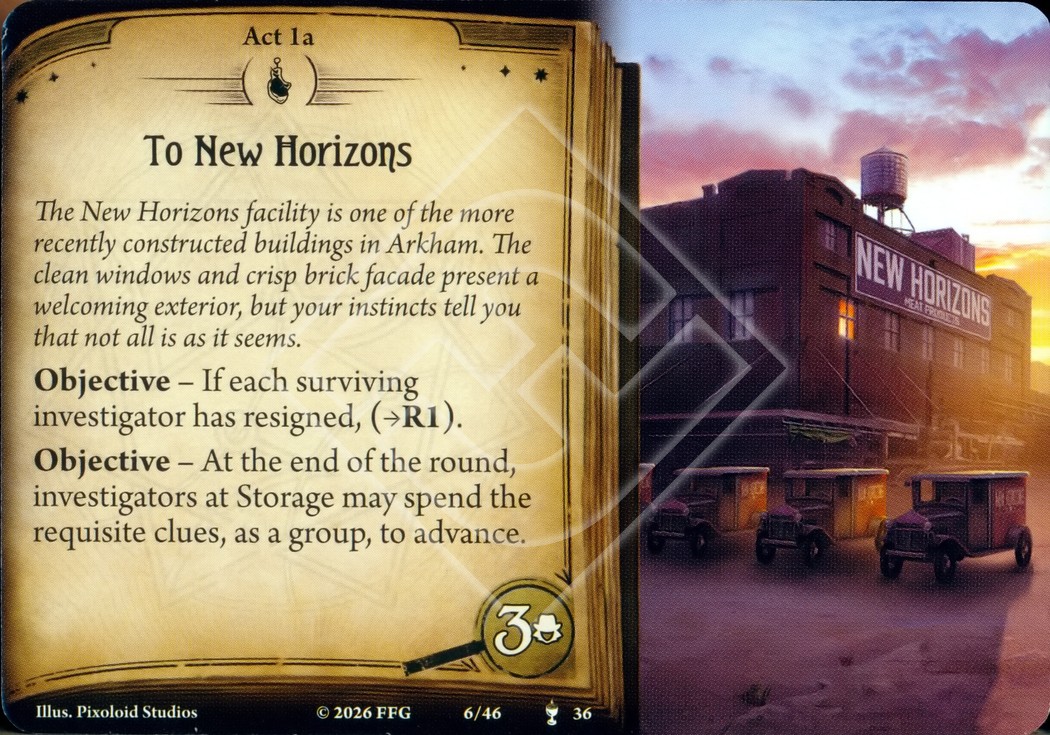 Act 1a
To New Horizons
The New Horizons facility is one of the more
recently constructed buildings in Arkham. The
clean windows and crisp brick facade present a
welcoming exterior, but your instincts tell you
that not all is as it seems.
Objective – If each surviving
investigator has resigned, (→R1).
Objective – At the end of the round,
investigators at Storage may spend the
requisite clues, as a group, to advance.
3
NEW HORIZONS
MEAT PRODUCTS
Illus. Pixoloid Studios
© 2026 FFG
6/46
36